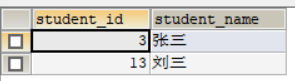 student_id student_name
3 张三
13 刘三